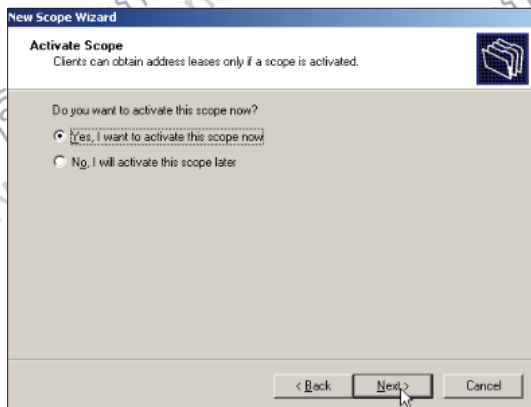 New Scope Wizard
Activate Scope
Clients can obtain address leases only if a scope is activated.
Do you want to activate this scope now?
Yes, I want to activate this scope now
No, I will activate this scope later
< Back
Next >
Cancel